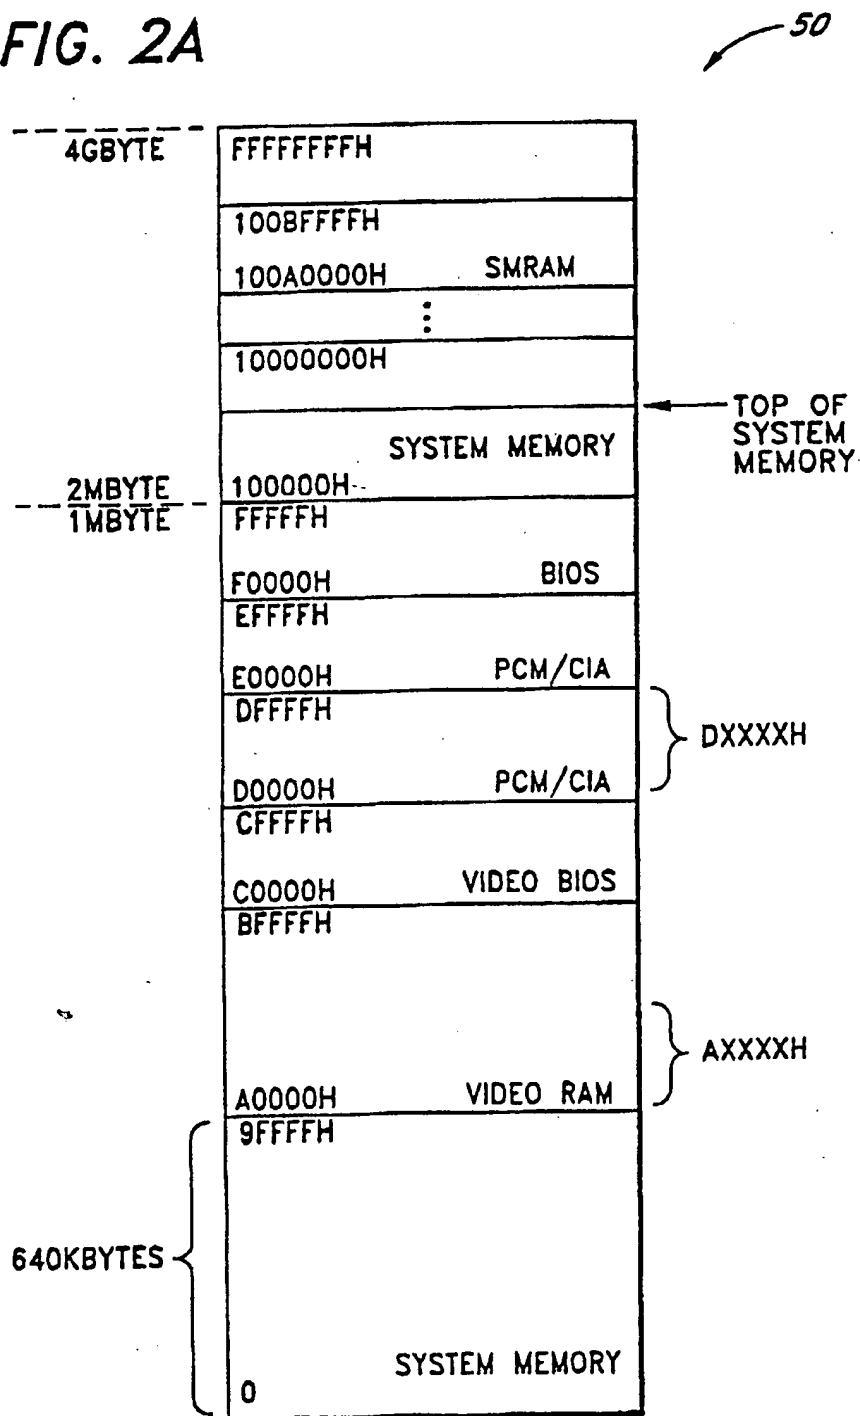 FIG. 2A
50
4GBYTE
FFFFFFFFH
100BFFFFH
100A0000H SMRAM
10000000H
TOP OF
SYSTEM
MEMORY
SYSTEM MEMORY
2MBYTE 100000H
1MBYTE FFFFFH
F0000H BIOS
EFFFFH
E0000H PCM/CIA
DFFFFH
DXXXXH
D0000H PCM/CIA
CFFFFH
C0000H VIDEO BIOS
BFFFFH
AXXXXH
A0000H VIDEO RAM
9FFFFH
640KBYTES
SYSTEM MEMORY
0